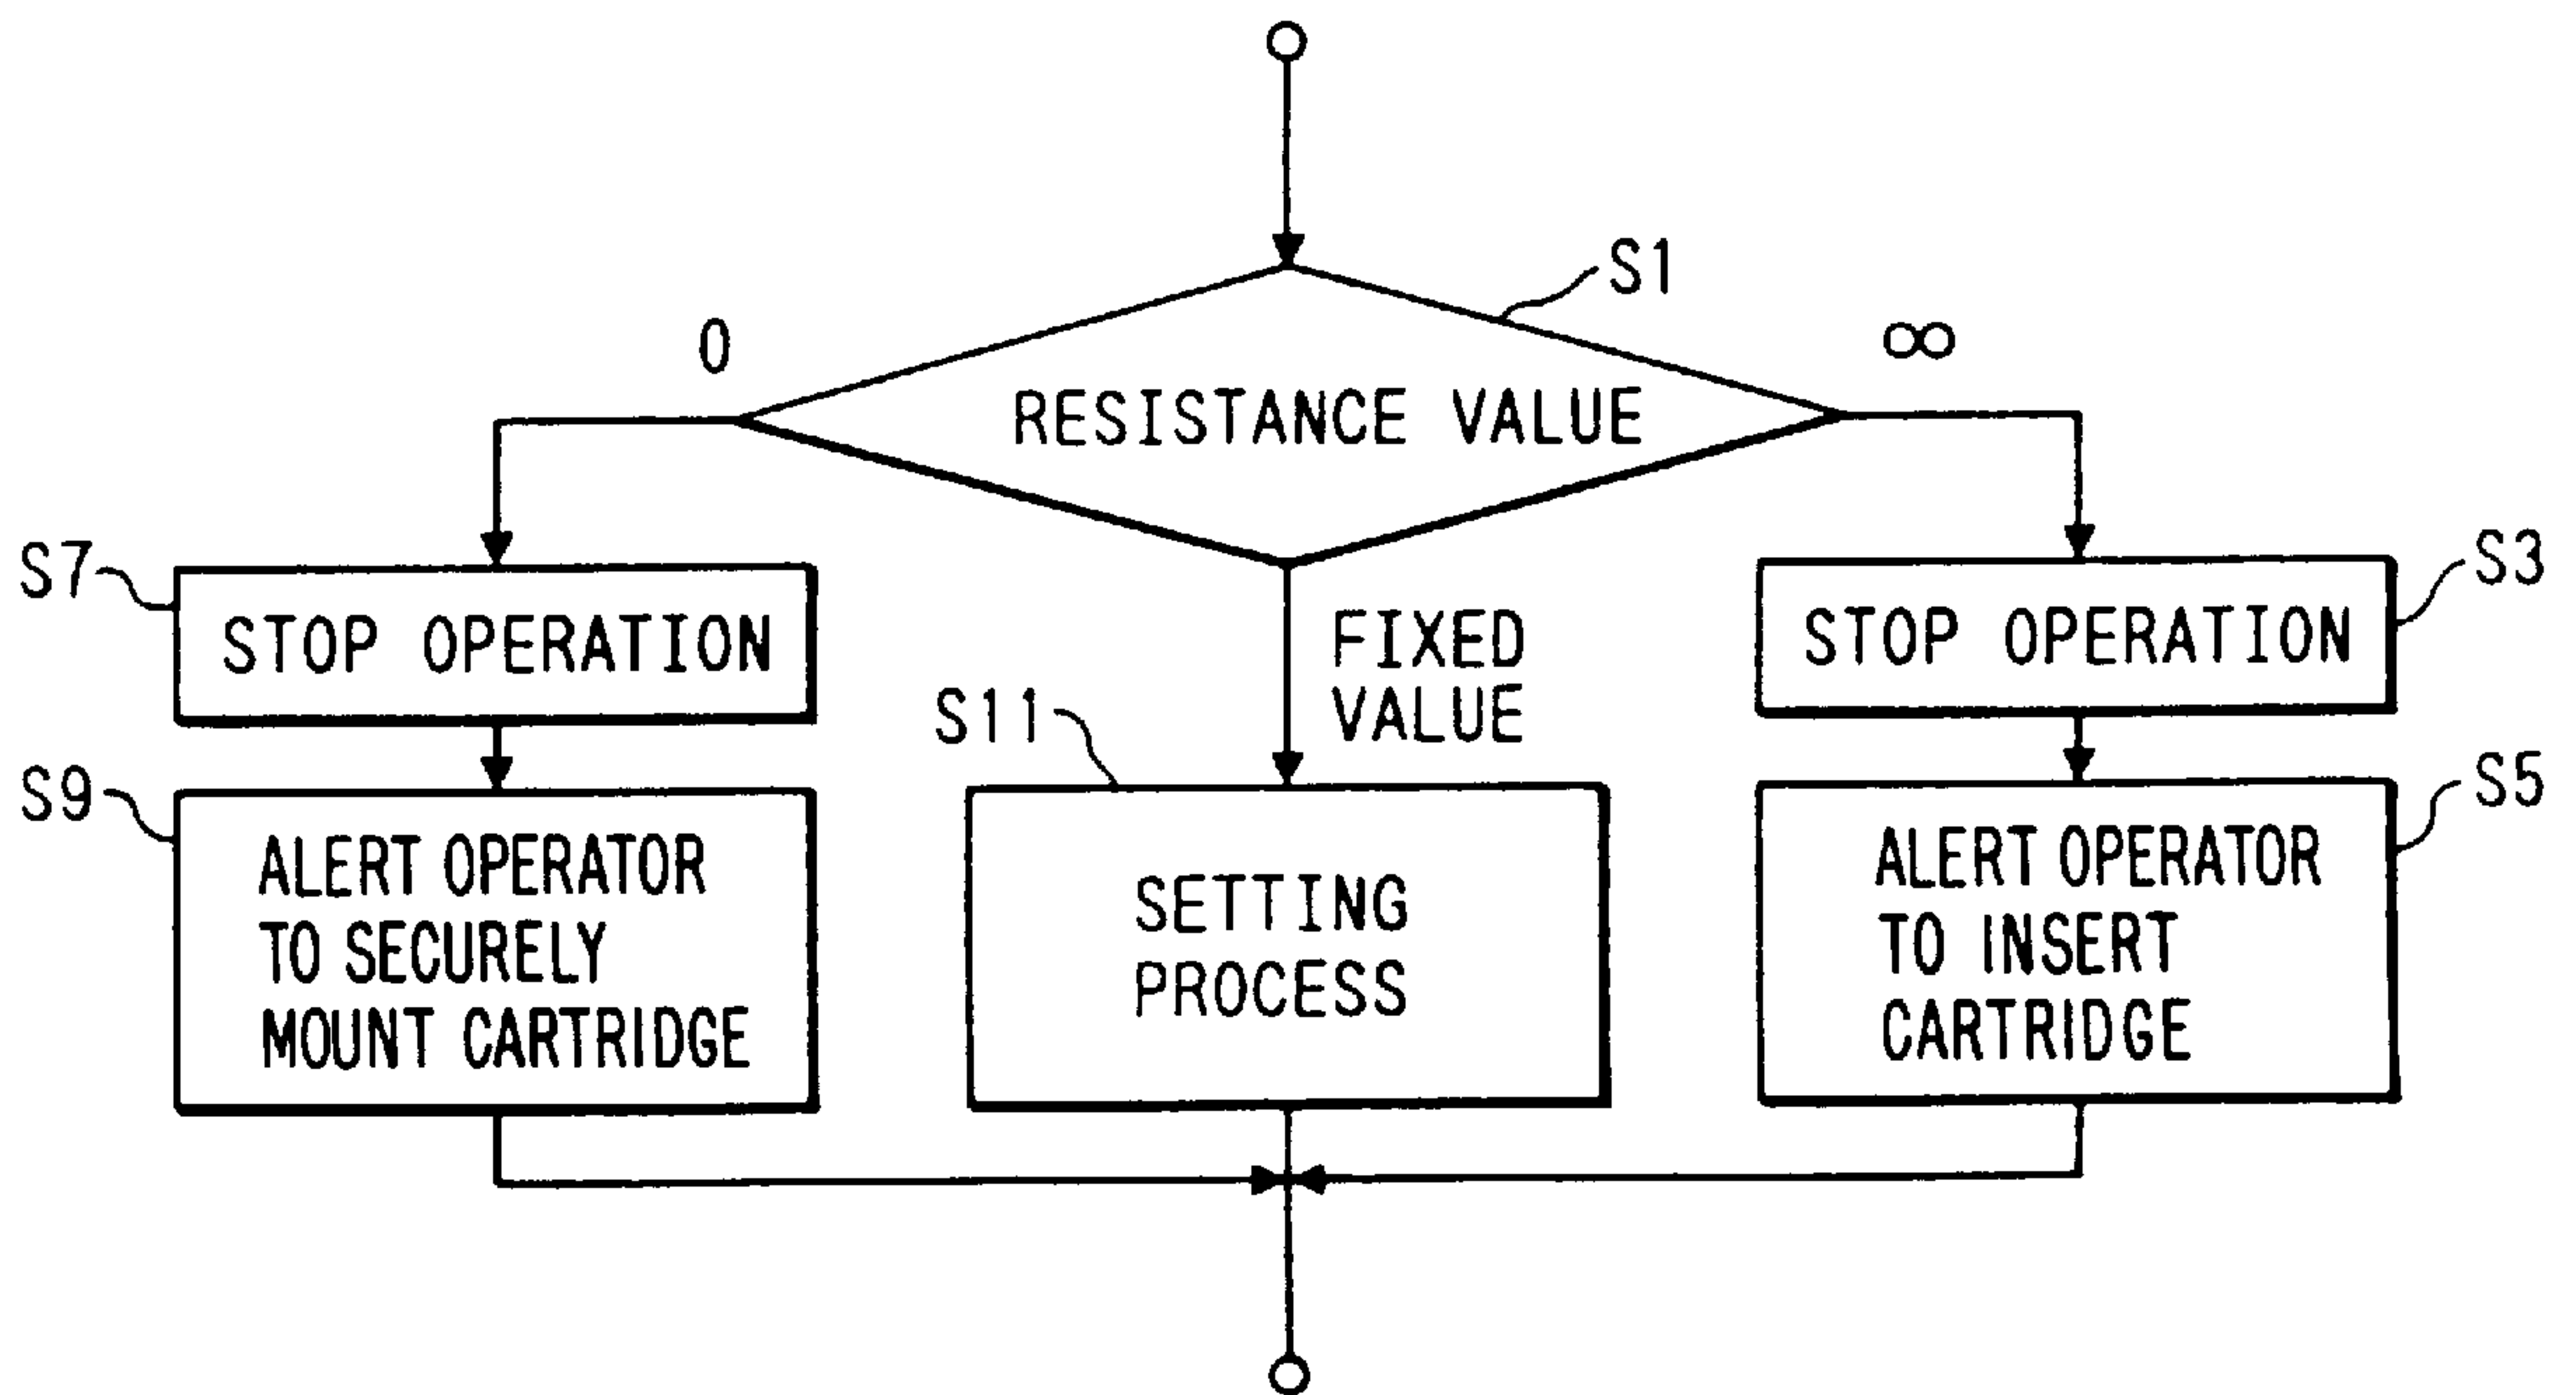 S1
0
∞
RESISTANCE VALUE
S7
STOP OPERATION
FIXED
VALUE
S3
STOP OPERATION
S9
ALERT OPERATOR
TO SECURELY
MOUNT CARTRIDGE
S11
SETTING
PROCESS
S5
ALERT OPERATOR
TO INSERT
CARTRIDGE